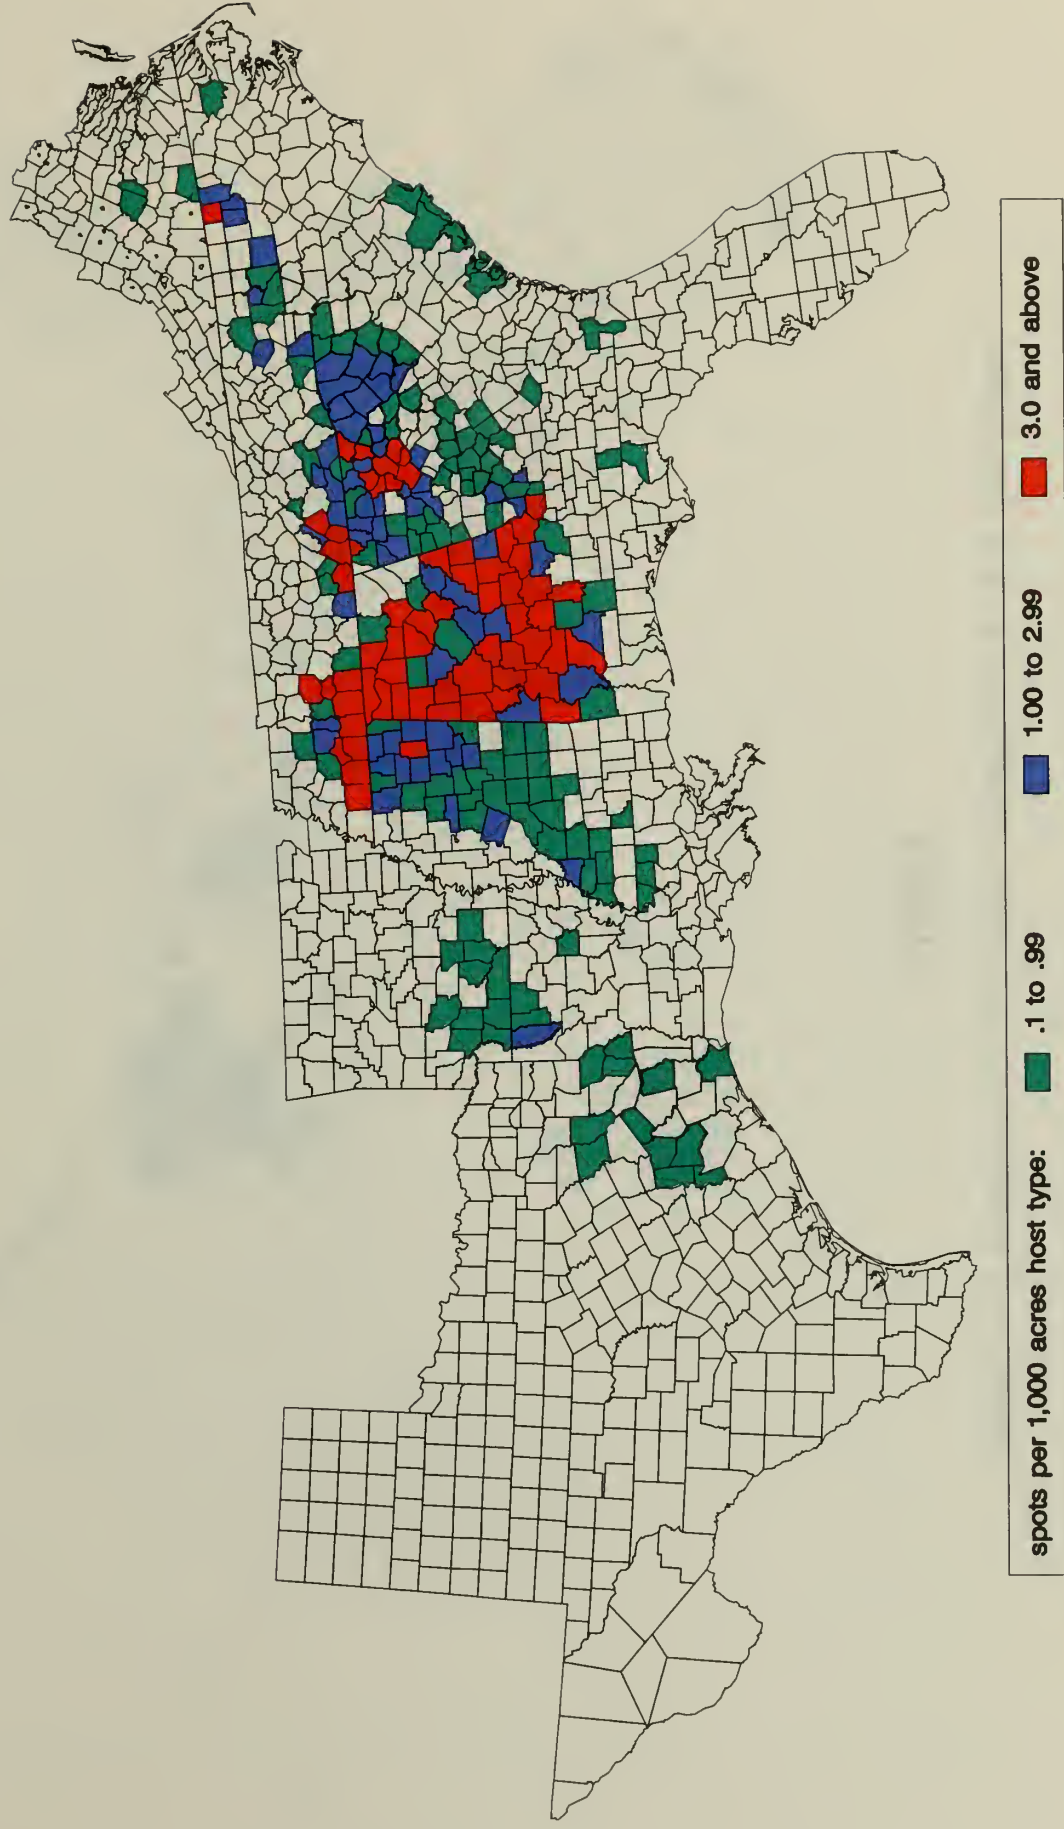 spots per 1,000 acres host type: .1 to .99 1.00 to 2.99 3.0 and above